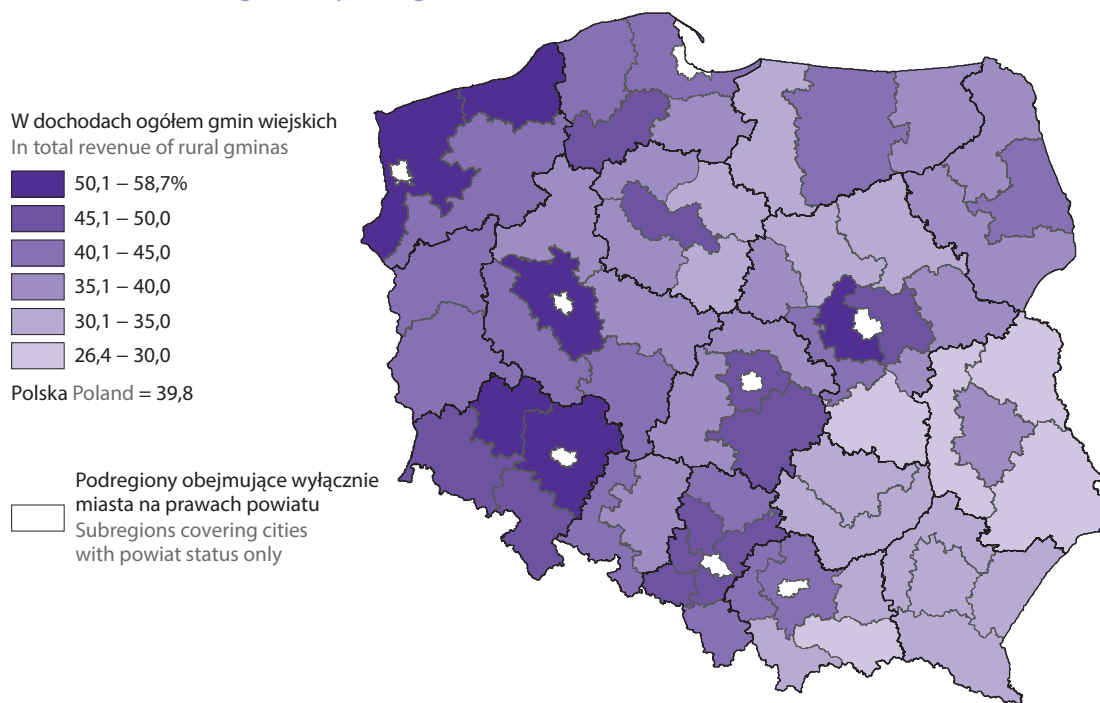 W dochodach ogółem gmin wiejskich
In total revenue of rural gminas
50,1 – 58,7%
45,1 – 50,0
40,1 – 45,0
35,1 – 40,0
30,1 – 35,0
26,4 – 30,0
Polska Poland = 39,8
Podregiony obejmujące wyłącznie
miasta na prawach powiatu
Subregions covering cities
with powiat status only